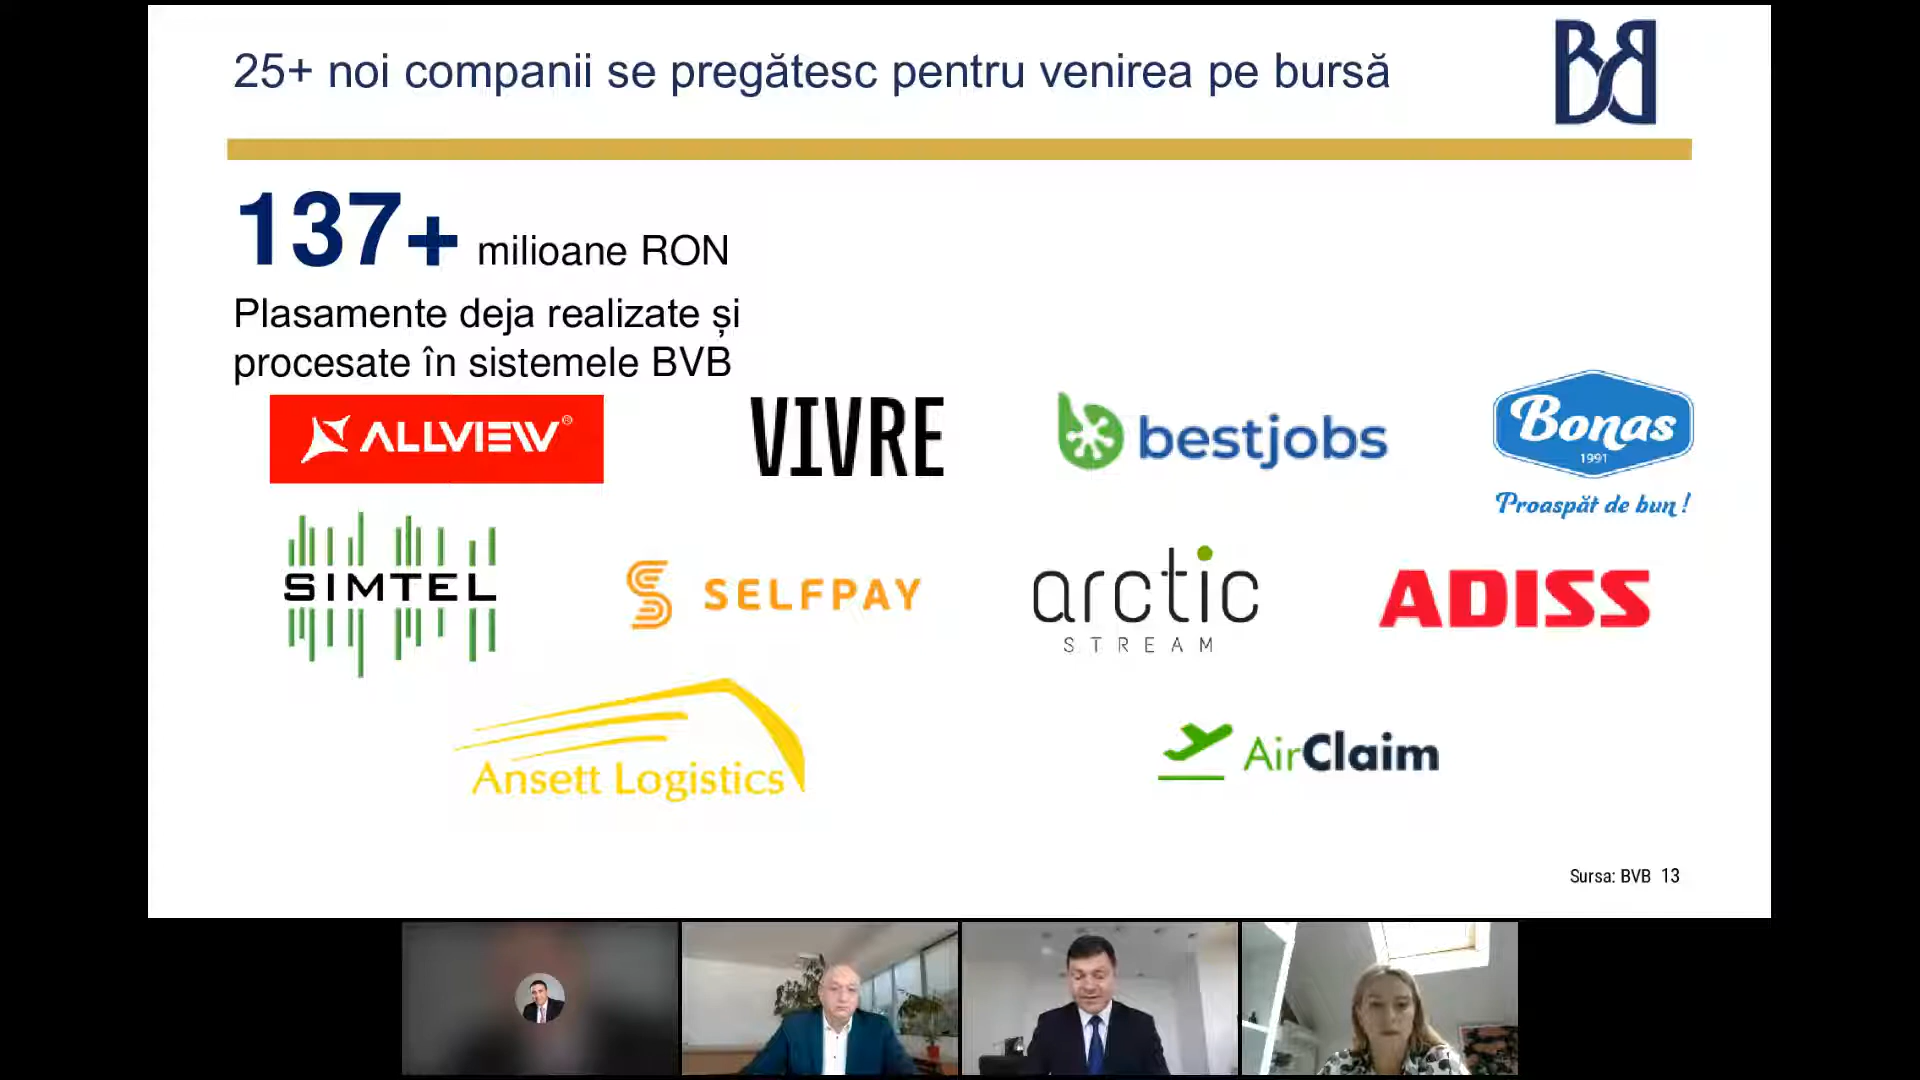 25+ noi companii se pregătesc pentru venirea pe bursă
137+ milioane RON
Plasamente deja realizate și
procesate în sistemele BVB
ALLVIEW®
VIVRE
bestjobs
Bonas
1991
Proaspăt de bun!
SIMTEL
SELFPAY
arctic
STREAM
ADISS
Ansett Logistics
AirClaim
Sursa: BVB 13